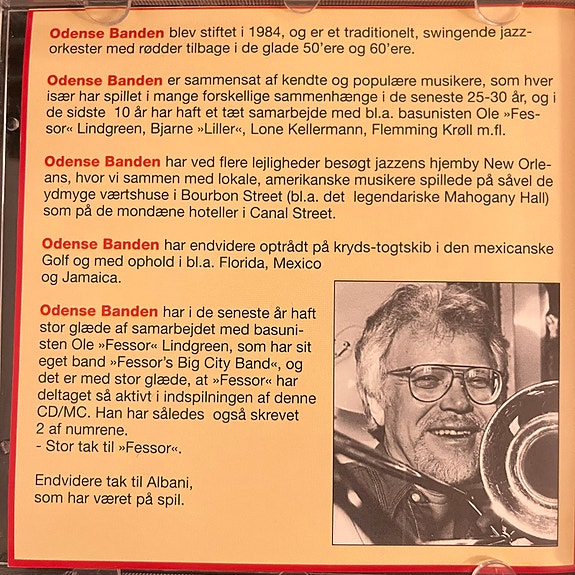 Odense Banden blev stiftet i 1984, og er et traditionelt, swingende jazz-
orkester med rødder tilbage i de glade 50'ere og 60'ere.
Odense Banden er sammensat af kendte og populære musikere, som hver
især har spillet i mange forskellige sammenhænge i de seneste 25-30 år, og i
de sidste 10 år har haft et tæt samarbejde med bl.a. basunisten Ole »Fes-
sor« Lindgreen, Bjarne »Liller«, Lone Kellermann, Flemming Krøll m.fl.
Odense Banden har ved flere lejligheder besøgt jazzens hjemby New Orle-
ans, hvor vi sammen med lokale, amerikanske musikere spillede på såvel de
ydmyge værtshuse i Bourbon Street (bl.a. det legendariske Mahogany Hall)
som på de mondæne hoteller i Canal Street.
Odense Banden har endvidere optrådt på kryds-togtskib i den mexicanske
Golf og med ophold i bl.a. Florida, Mexico
og Jamaica.
Odense Banden har i de seneste år haft
stor glæde af samarbejdet med basuni-
sten Ole "Fessor« Lindgreen, som har sit
eget band »Fessor's Big City Band«, og
det er med stor glæde, at »Fessor« har
deltaget så aktivt i indspilningen af denne
CD/MC. Han har således også skrevet
2 af numrene.
- Stor tak til »Fessor«.
Endvidere tak til Albani,
som har været på spil.